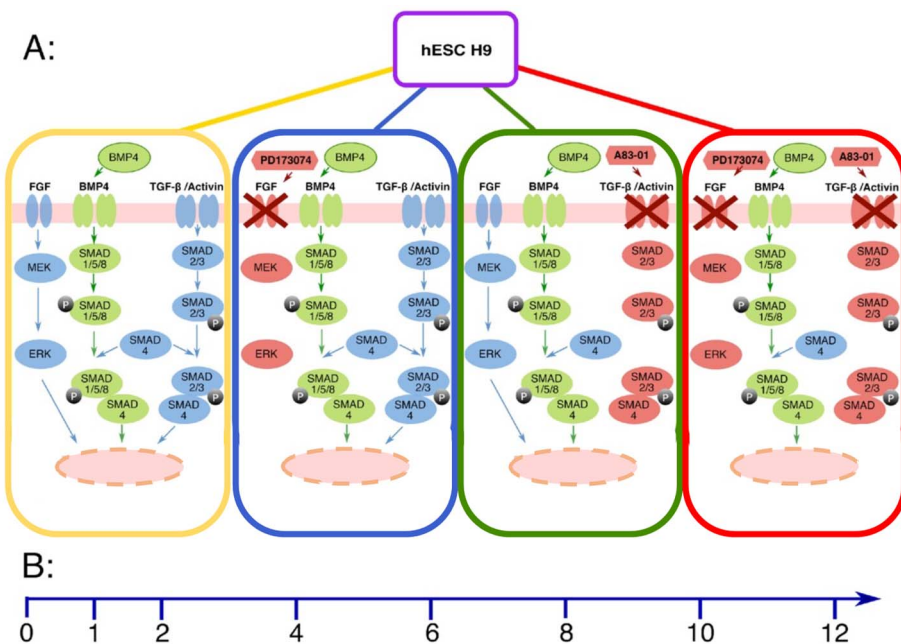 A:
hESC H9
BMP4
FGF
BMP4
TGF-β /Activin
MEK
SMAD
1/5/8
SMAD
2/3
P
SMAD
1/5/8
SMAD
2/3
P
ERK
SMAD
4
SMAD
1/5/8
P
SMAD
4
SMAD
2/3
P
SMAD
4
PD173074
BMP4
FGF
BMP4
TGF-β /Activin
MEK
SMAD
1/5/8
SMAD
2/3
P
SMAD
1/5/8
SMAD
2/3
P
ERK
SMAD
4
SMAD
1/5/8
P
SMAD
4
SMAD
2/3
P
SMAD
4
BMP4
A83-01
FGF
BMP4
TGF-β /Activin
MEK
SMAD
1/5/8
SMAD
2/3
P
SMAD
1/5/8
SMAD
2/3
P
ERK
SMAD
4
SMAD
1/5/8
P
SMAD
4
SMAD
2/3
P
SMAD
4
PD173074
BMP4
A83-01
FGF
BMP4
TGF-β /Activin
MEK
SMAD
1/5/8
SMAD
2/3
P
SMAD
1/5/8
SMAD
2/3
P
ERK
SMAD
4
SMAD
1/5/8
P
SMAD
4
SMAD
2/3
P
SMAD
4
B:
0 1 2 4 6 8 10 12